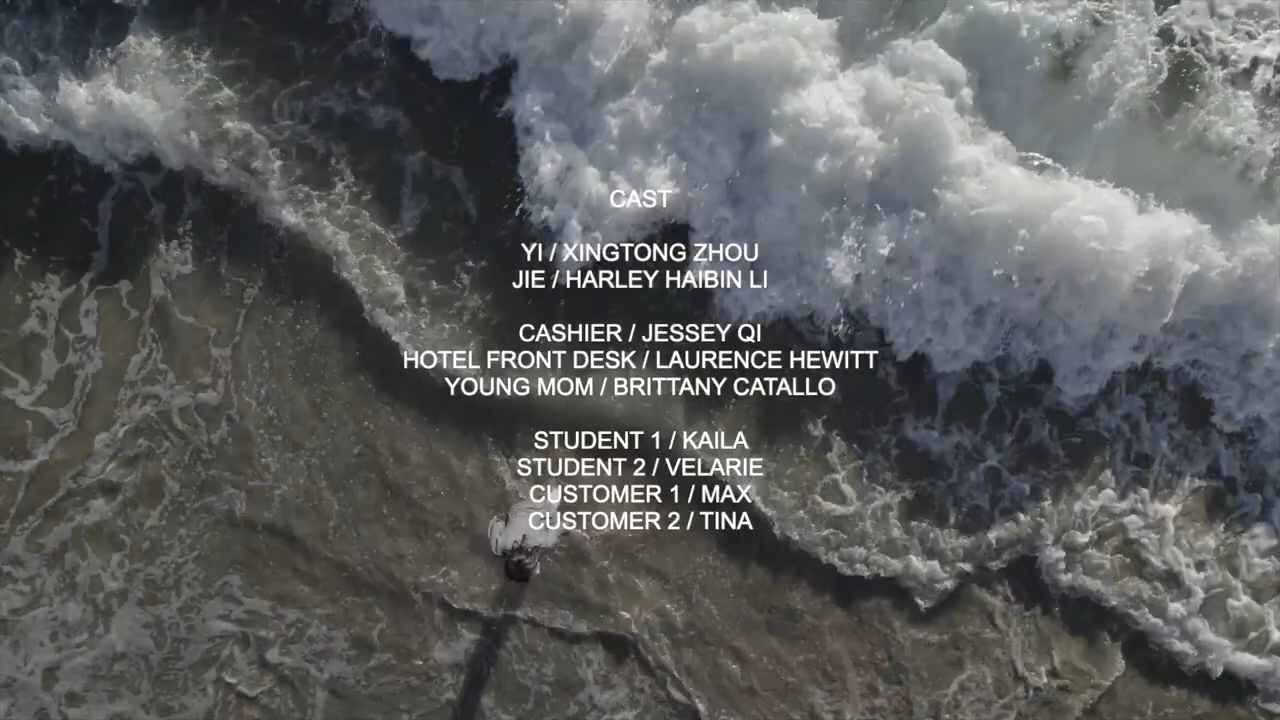 CAST
YI / XINGTONG ZHOU
JIE / HARLEY HAIBIN LI
CASHIER / JESSEY QI
HOTEL FRONT DESK / LAURENCE HEWITT
YOUNG MOM / BRITTANY CATALLO
STUDENT 1 / KAILA
STUDENT 2 / VELARIE
CUSTOMER 1 / MAX
CUSTOMER 2 / TINA